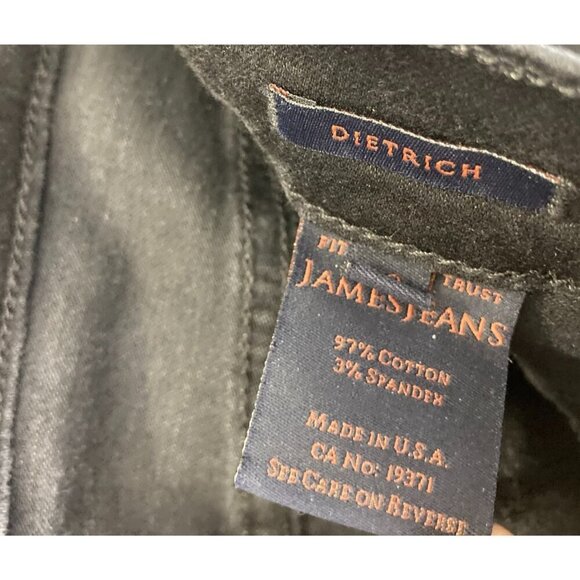 DIETRICH
FIT TRUST
JAMES JEANS
97% COTTON
3% SPANDEX
MADE IN U.S.A.
CA NO: 19371
SEE CARE ON REVERSE